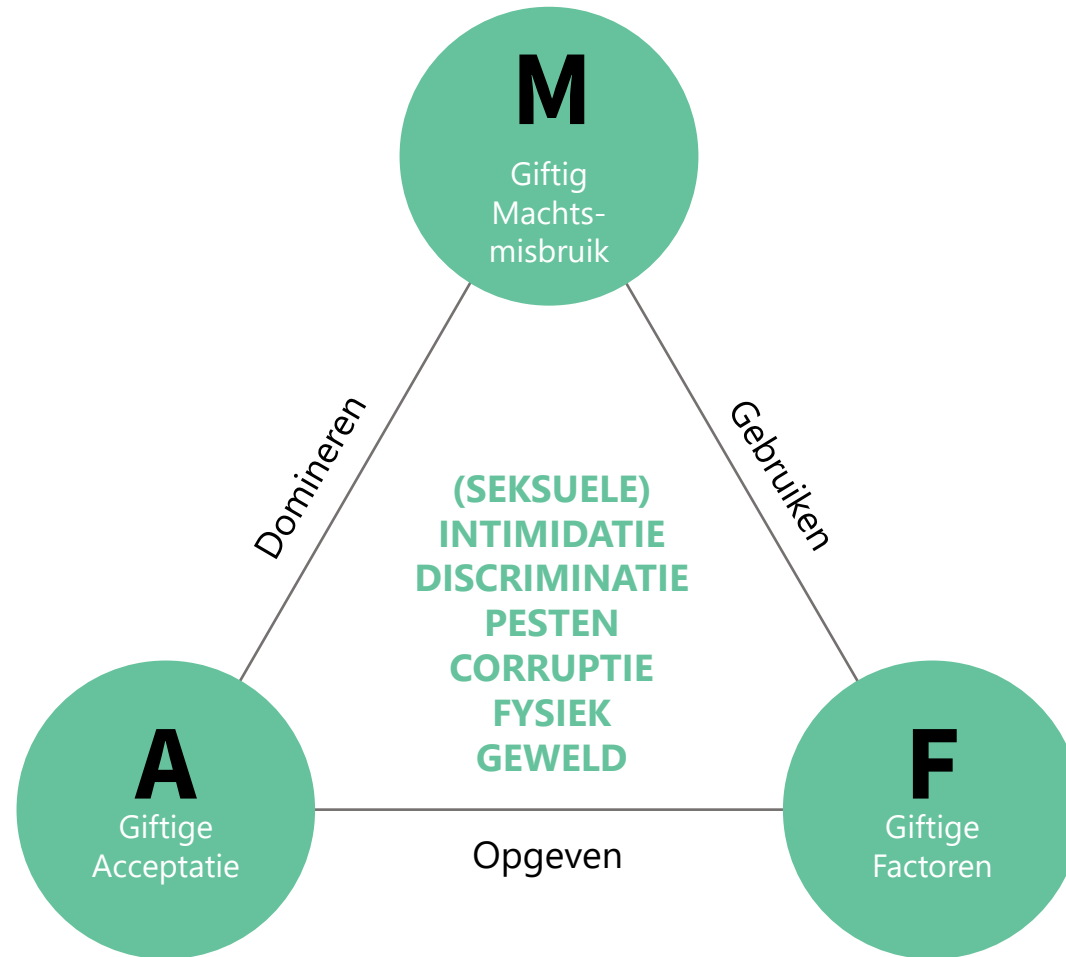 M
Giftig
Machts-
misbruik
Domineren
Gebruiken
(SEKSUELE)
INTIMIDATIE
DISCRIMINATIE
PESTEN
CORRUPTIE
FYSIEK
GEWELD
A
Giftige
Acceptatie
Opgeven
F
Giftige
Factoren